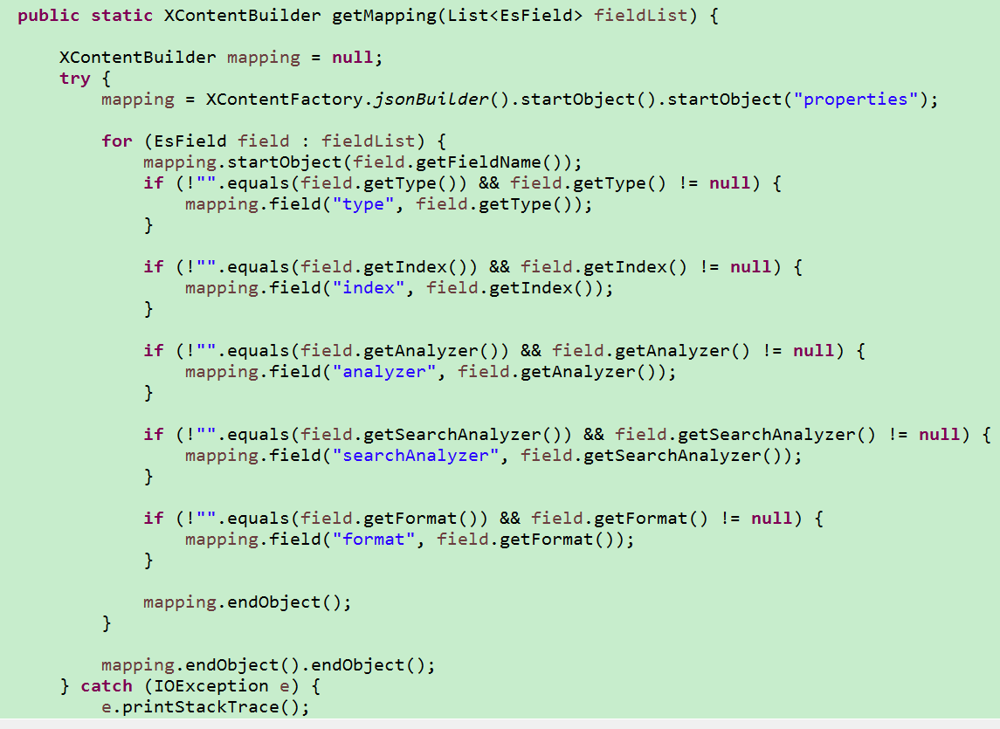 public static XContentBuilder getMapping(List<EsField> fieldList) {
XContentBuilder mapping = null;
try {
mapping = XContentFactory.jsonBuilder().startObject().startObject("properties");
for (EsField field : fieldList) {
mapping.startObject(field.getFieldName());
if (!"".equals(field.getType()) && field.getType() != null) {
mapping.field("type", field.getType());
}
if (!"".equals(field.getIndex()) && field.getIndex() != null) {
mapping.field("index", field.getIndex());
}
if (!"".equals(field.getAnalyzer()) && field.getAnalyzer() != null) {
mapping.field("analyzer", field.getAnalyzer());
}
if (!"".equals(field.getSearchAnalyzer()) && field.getSearchAnalyzer() != null) {
mapping.field("searchAnalyzer", field.getSearchAnalyzer());
}
if (!"".equals(field.getFormat()) && field.getFormat() != null) {
mapping.field("format", field.getFormat());
}
mapping.endObject();
}
mapping.endObject().endObject();
} catch (IOException e) {
e.printStackTrace();